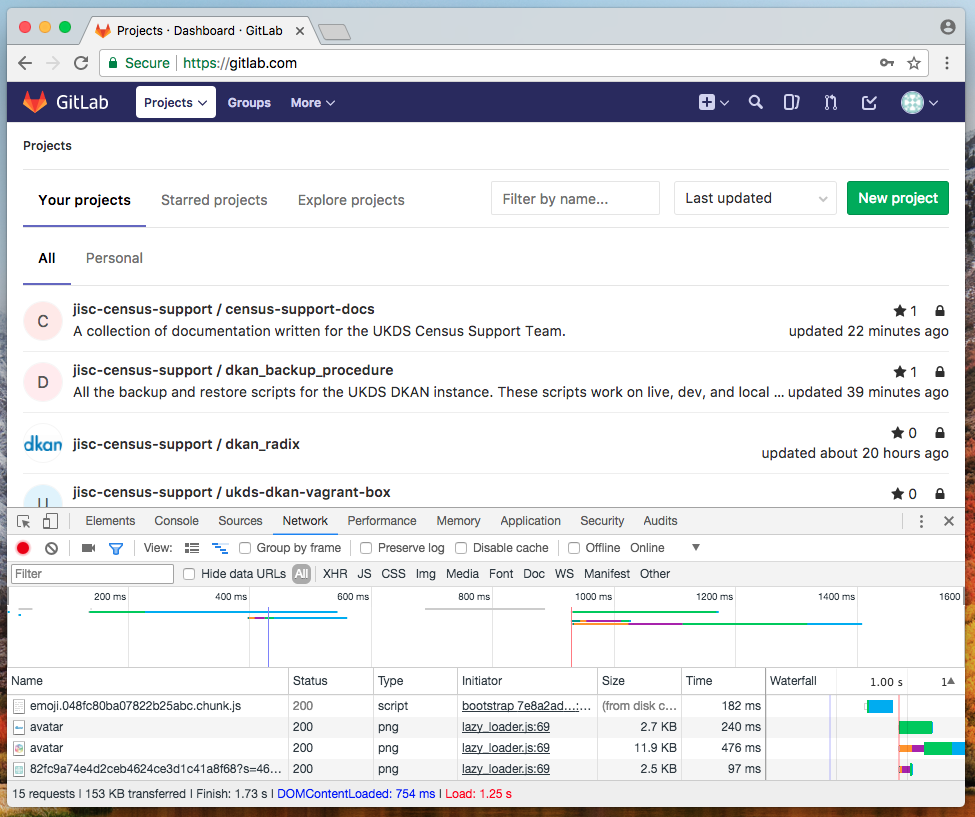 Projects · Dashboard · GitLab
Secure https://gitlab.com
GitLab Projects Groups More
Projects
Your projects Starred projects Explore projects Filter by name... Last updated New project
All Personal
C jisc-census-support / census-support-docs 1
A collection of documentation written for the UKDS Census Support Team. updated 22 minutes ago
D jisc-census-support / dkan_backup_procedure 1
All the backup and restore scripts for the UKDS DKAN instance. These scripts work on live, dev, and local ... updated 39 minutes ago
dkan jisc-census-support / dkan_radix 0
updated about 20 hours ago
U jisc-census-support / ukds-dkan-vagrant-box 0
Elements Console Sources Network Performance Memory Application Security Audits
View: Group by frame Preserve log Disable cache Offline Online
Filter Hide data URLs All XHR JS CSS Img Media Font Doc WS Manifest Other
200 ms 400 ms 600 ms 800 ms 1000 ms 1200 ms 1400 ms 1600
Name Status Type Initiator Size Time Waterfall 1.00 s 1
emoji.048fc80ba07822b25abc.chunk.js 200 script bootstrap 7e8a2ad...:... (from disk c... 182 ms
avatar 200 png lazy_loader.js:69 2.7 KB 240 ms
avatar 200 png lazy_loader.js:69 11.9 KB 476 ms
82fc9a74e4d2ceb4624ce3d1c41a8f68?s=46... 200 png lazy_loader.js:69 2.5 KB 97 ms
15 requests | 153 KB transferred | Finish: 1.73 s | DOMContentLoaded: 754 ms | Load: 1.25 s